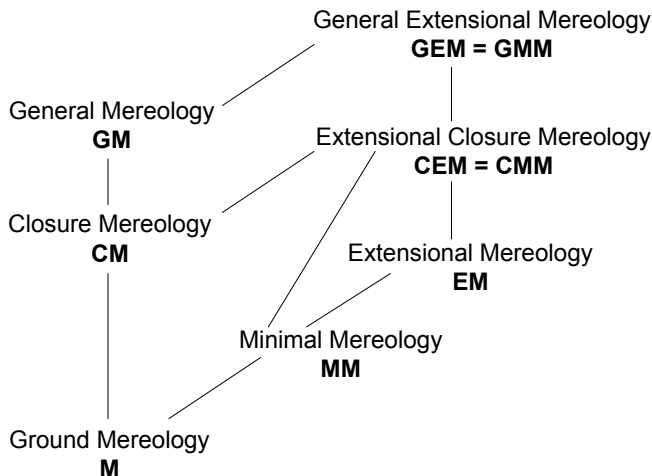 General Extensional Mereology
GEM = GMM
General Mereology
GM
Extensional Closure Mereology
CEM = CMM
Closure Mereology
CM
Extensional Mereology
EM
Minimal Mereology
MM
Ground Mereology
M